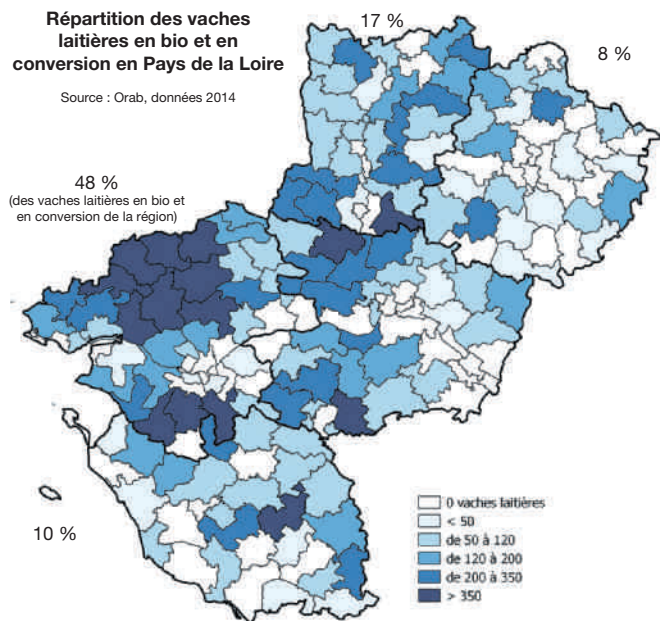 Répartition des vaches
laitières en bio et en
conversion en Pays de la Loire
Source : Orab, données 2014
17 %
8 %
48 %
(des vaches laitières en bio et
en conversion de la région)
10 %
0 vaches laitières
< 50
de 50 à 120
de 120 à 200
de 200 à 350
> 350